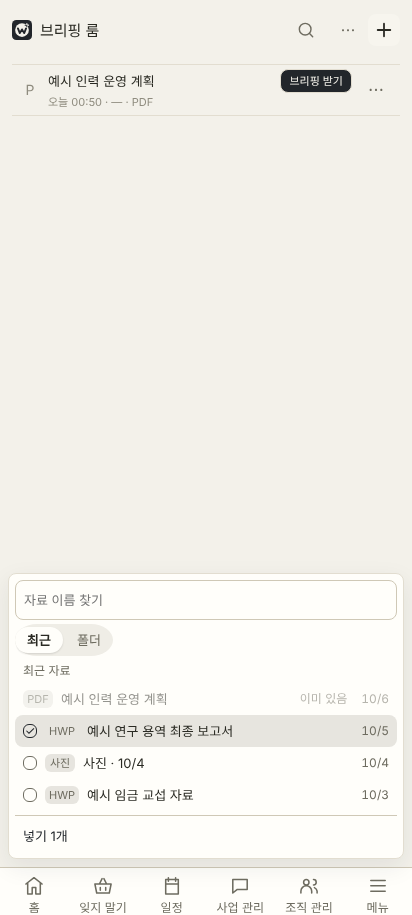 브리핑 룸
P
예시 인력 운영 계획
브리핑 받기
오늘 00:50 · — · PDF
자료 이름 찾기
최근 폴더
최근 자료
PDF 예시 인력 운영 계획 이미 있음 10/6
HWP 예시 연구 용역 최종 보고서 10/5
사진 사진 · 10/4 10/4
HWP 예시 임금 교섭 자료 10/3
넣기 1개
홈 잊지 말기 일정 사업 관리 조직 관리 메뉴